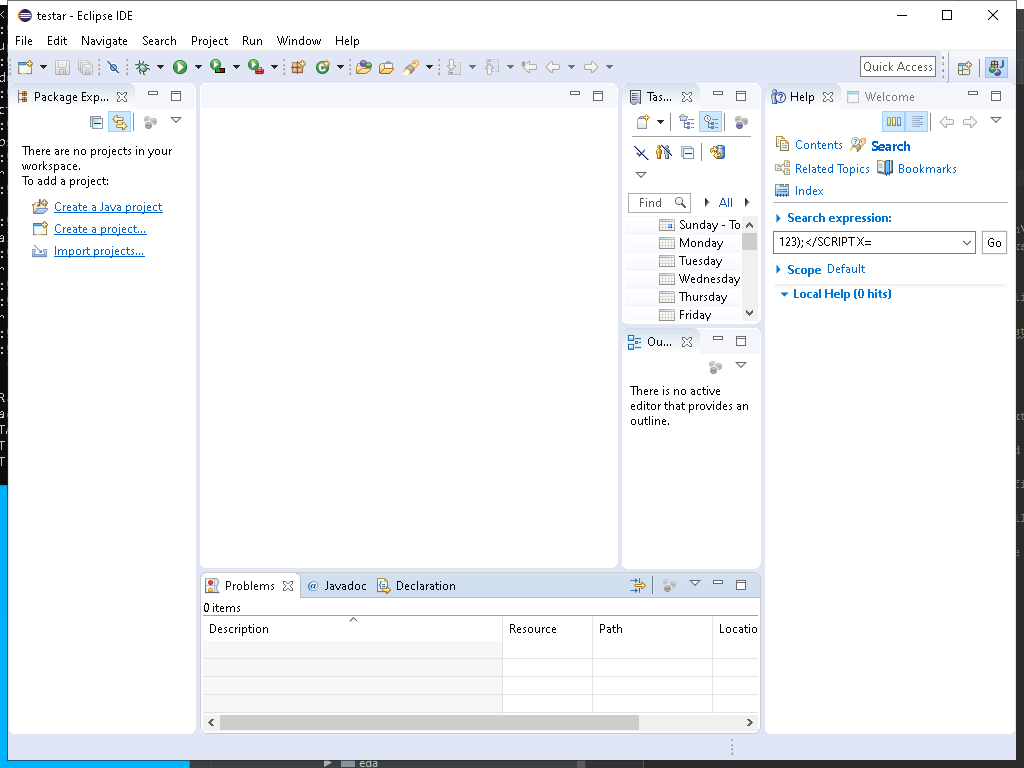 testar - Eclipse IDE
File Edit Navigate Search Project Run Window Help
Quick Access
Package Exp...
There are no projects in your
workspace.
To add a project:
Create a Java project
Create a project...
Import projects...
Tas...
Find
All
Sunday - To
Monday
Tuesday
Wednesday
Thursday
Friday
Ou...
There is no active
editor that provides an
outline.
Help Welcome
Contents Search
Related Topics Bookmarks
Index
Search expression:
123);</SCRIPT X=
Go
Scope Default
Local Help (0 hits)
Problems @ Javadoc Declaration
0 items
Description Resource Path Locatio
eda